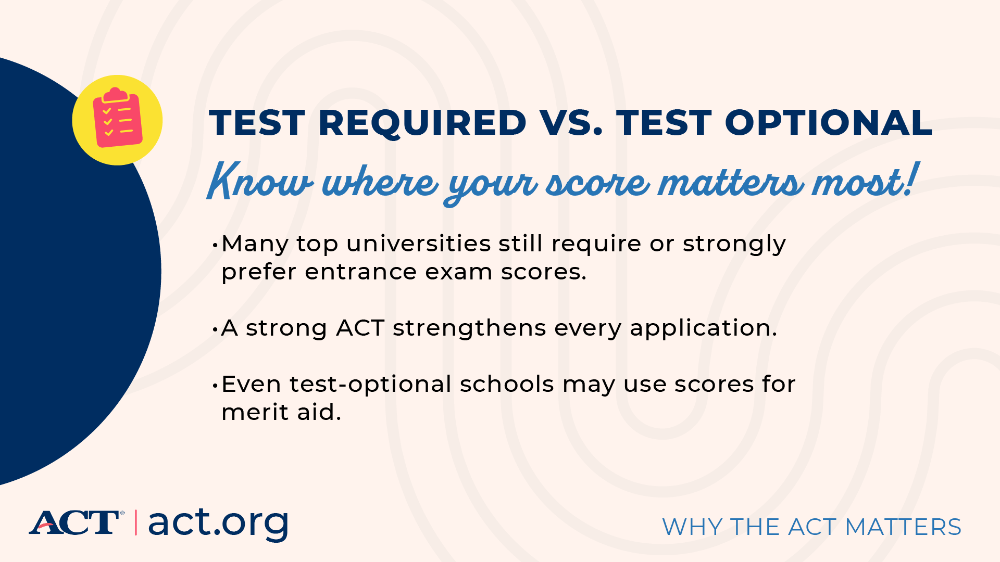 TEST REQUIRED VS. TEST OPTIONAL
Know where your score matters most!
•Many top universities still require or strongly
prefer entrance exam scores.
•A strong ACT strengthens every application.
•Even test-optional schools may use scores for
merit aid.
ACT® | act.org
WHY THE ACT MATTERS